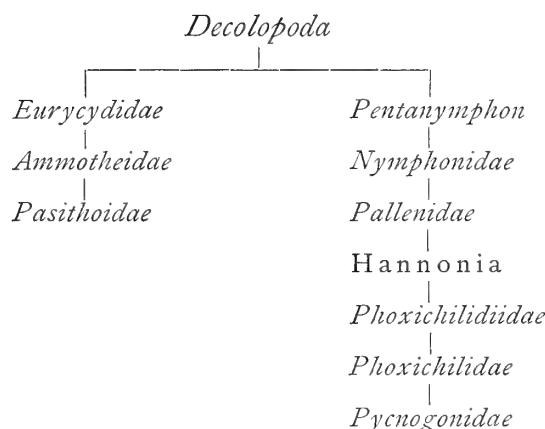 Decolopoda
Eurycydidae
Ammotheidae
Pasithoidae
Pentanymphon
Nymphonidae
Pallenidae
Hannonia
Phoxichilidiidae
Phoxichilidae
Pycnogonidae